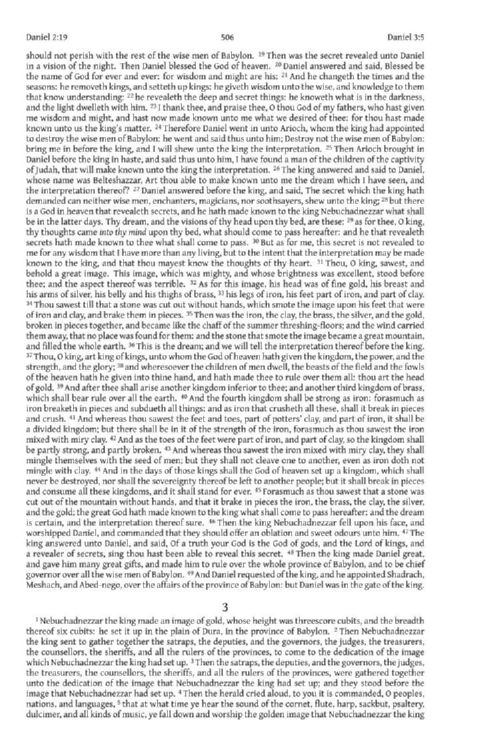 Daniel 2:19 506 Daniel 3:5
should not perish with the rest of the wise men of Babylon. 19 Then was the secret revealed unto Daniel
in a vision of the night. Then Daniel blessed the God of heaven. 20 Daniel answered and said, Blessed be
the name of God for ever and ever: for wisdom and might are his: 21 And he changeth the times and the
seasons: he removeth kings, and setteth up kings: he giveth wisdom unto the wise, and knowledge to them
that know understanding: 22 he revealeth the deep and secret things: he knoweth what is in the darkness,
and the light dwelleth with him. 23 I thank thee, and praise thee, O thou God of my fathers, who hast given
me wisdom and might, and hast now made known unto me what we desired of thee: for thou hast made
known unto us the king's matter. 24 Therefore Daniel went in unto Arioch, whom the king had appointed
to destroy the wise men of Babylon: he went and said thus unto him; Destroy not the wise men of Babylon:
bring me in before the king, and I will shew unto the king the interpretation. 25 Then Arioch brought in
Daniel before the king in haste, and said thus unto him, I have found a man of the children of the captivity
of Judah, that will make known unto the king the interpretation. 26 The king answered and said to Daniel,
whose name was Belteshazzar, Art thou able to make known unto me the dream which I have seen, and
the interpretation thereof? 27 Daniel answered before the king, and said, The secret which the king hath
demanded can neither wise men, enchanters, magicians, nor soothsayers, shew unto the king; 28 but there
is a God in heaven that revealeth secrets, and he hath made known to the king Nebuchadnezzar what shall
be in the latter days. Thy dream, and the visions of thy head upon thy bed, are these: 29 as for thee, O king,
thy thoughts came into thy mind upon thy bed, what should come to pass hereafter: and he that revealeth
secrets hath made known to thee what shall come to pass. 30 But as for me, this secret is not revealed to
me for any wisdom that I have more than any living, but to the intent that the interpretation may be made
known to the king, and that thou mayest know the thoughts of thy heart. 31 Thou, O king, sawest, and
behold a great image. This image, which was mighty, and whose brightness was excellent, stood before
thee; and the aspect thereof was terrible. 32 As for this image, his head was of fine gold, his breast and
his arms of silver, his belly and his thighs of brass, 33 his legs of iron, his feet part of iron, and part of clay.
34 Thou sawest till that a stone was cut out without hands, which smote the image upon his feet that were
of iron and clay, and brake them in pieces. 35 Then was the iron, the clay, the brass, the silver, and the gold,
broken in pieces together, and became like the chaff of the summer threshing-floors; and the wind carried
them away, that no place was found for them: and the stone that smote the image became a great mountain,
and filled the whole earth. 36 This is the dream; and we will tell the interpretation thereof before the king.
37 Thou, O king, art king of kings, unto whom the God of heaven hath given the kingdom, the power, and the
strength, and the glory; 38 and wheresoever the children of men dwell, the beasts of the field and the fowls
of the heaven hath he given into thine hand, and hath made thee to rule over them all: thou art the head
of gold. 39 And after thee shall arise another kingdom inferior to thee; and another third kingdom of brass,
which shall bear rule over all the earth. 40 And the fourth kingdom shall be strong as iron: forasmuch as
iron breaketh in pieces and subdueth all things: and as iron that crusheth all these, shall it break in pieces
and crush. 41 And whereas thou sawest the feet and toes, part of potters' clay, and part of iron, it shall be
a divided kingdom; but there shall be in it of the strength of the iron, forasmuch as thou sawest the iron
mixed with miry clay. 42 And as the toes of the feet were part of iron, and part of clay, so the kingdom shall
be partly strong, and partly broken. 43 And whereas thou sawest the iron mixed with miry clay, they shall
mingle themselves with the seed of men; but they shall not cleave one to another, even as iron doth not
mingle with clay. 44 And in the days of those kings shall the God of heaven set up a kingdom, which shall
never be destroyed, nor shall the sovereignty thereof be left to another people; but it shall break in pieces
and consume all these kingdoms, and it shall stand for ever. 45 Forasmuch as thou sawest that a stone was
cut out of the mountain without hands, and that it brake in pieces the iron, the brass, the clay, the silver,
and the gold; the great God hath made known to the king what shall come to pass hereafter: and the dream
is certain, and the interpretation thereof sure. 46 Then the king Nebuchadnezzar fell upon his face, and
worshipped Daniel, and commanded that they should offer an oblation and sweet odours unto him. 47 The
king answered unto Daniel, and said, Of a truth your God is the God of gods, and the Lord of kings, and
a revealer of secrets, sing thou hast been able to reveal this secret. 48 Then the king made Daniel great,
and gave him many great gifts, and made him to rule over the whole province of Babylon, and to be chief
governor over all the wise men of Babylon. 49 And Daniel requested of the king, and he appointed Shadrach,
Meshach, and Abed-nego, over the affairs of the province of Babylon: but Daniel was in the gate of the king.
3
1 Nebuchadnezzar the king made an image of gold, whose height was threescore cubits, and the breadth
thereof six cubits: he set it up in the plain of Dura, in the province of Babylon. 2 Then Nebuchadnezzar
the king sent to gather together the satraps, the deputies, and the governors, the judges, the treasurers,
the counsellors, the sheriffs, and all the rulers of the provinces, to come to the dedication of the image
which Nebuchadnezzar the king had set up. 3 Then the satraps, the deputies, and the governors, the judges,
the treasurers, the counsellors, the sheriffs, and all the rulers of the provinces, were gathered together
unto the dedication of the image that Nebuchadnezzar the king had set up; and they stood before the
image that Nebuchadnezzar had set up. 4 Then the herald cried aloud, to you it is commanded, O peoples,
nations, and languages, 5 that at what time ye hear the sound of the cornet, flute, harp, sackbut, psaltery,
dulcimer, and all kinds of music, ye fall down and worship the golden image that Nebuchadnezzar the king